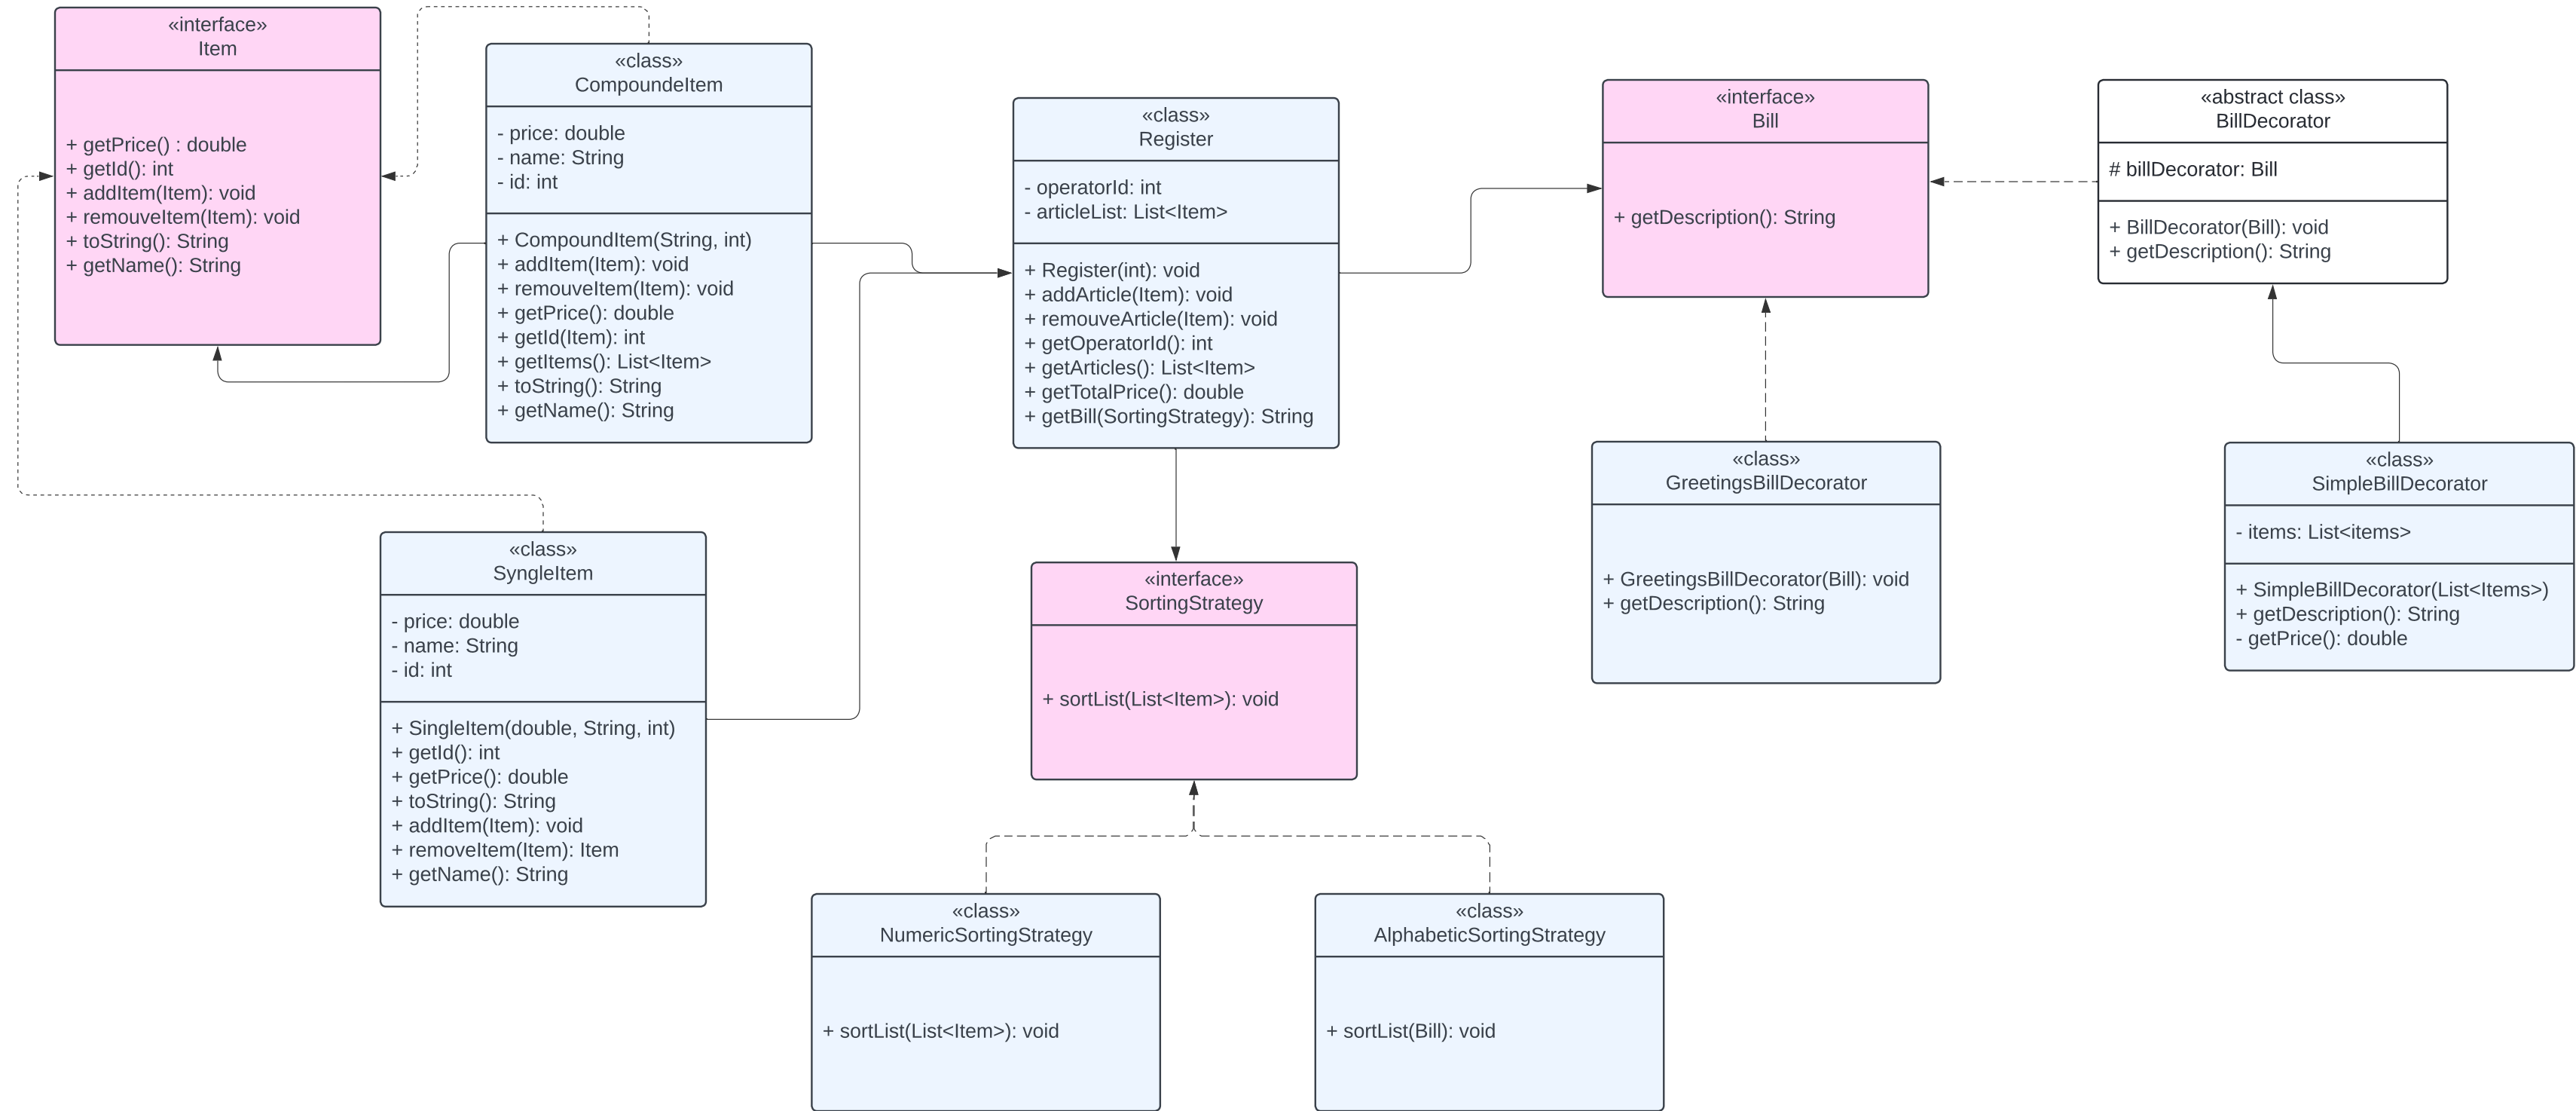 «interface»
Item
+ getPrice() : double
+ getId(): int
+ addItem(Item): void
+ remouveItem(Item): void
+ toString(): String
+ getName(): String
«class»
CompoundeItem
- price: double
- name: String
- id: int
+ CompoundItem(String, int)
+ addItem(Item): void
+ remouveItem(Item): void
+ getPrice(): double
+ getId(Item): int
+ getItems(): List<Item>
+ toString(): String
+ getName(): String
«class»
Register
- operatorId: int
- articleList: List<Item>
+ Register(int): void
+ addArticle(Item): void
+ remouveArticle(Item): void
+ getOperatorId(): int
+ getArticles(): List<Item>
+ getTotalPrice(): double
+ getBill(SortingStrategy): String
«interface»
Bill
+ getDescription(): String
«abstract class»
BillDecorator
# billDecorator: Bill
+ BillDecorator(Bill): void
+ getDescription(): String
«class»
SyngleItem
- price: double
- name: String
- id: int
+ SingleItem(double, String, int)
+ getId(): int
+ getPrice(): double
+ toString(): String
+ addItem(Item): void
+ removeItem(Item): Item
+ getName(): String
«interface»
SortingStrategy
+ sortList(List<Item>): void
«class»
GreetingsBillDecorator
+ GreetingsBillDecorator(Bill): void
+ getDescription(): String
«class»
SimpleBillDecorator
- items: List<items>
+ SimpleBillDecorator(List<Items>)
+ getDescription(): String
- getPrice(): double
«class»
NumericSortingStrategy
+ sortList(List<Item>): void
«class»
AlphabeticSortingStrategy
+ sortList(Bill): void